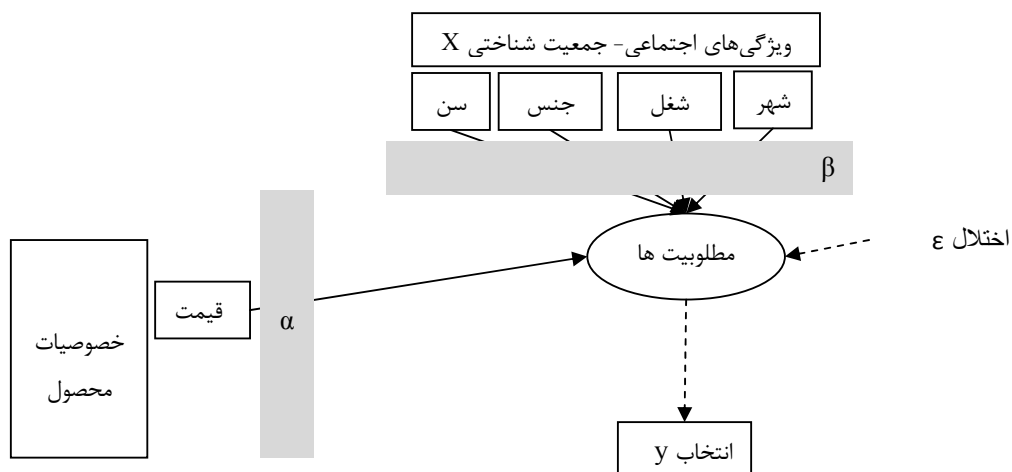 ویژگی‌های اجتماعی- جمعیت شناختی X
شهر
شغل
جنس
سن
β
مطلوبیت ها
اختلال ε
قیمت
α
خصوصیات
محصول
انتخاب y